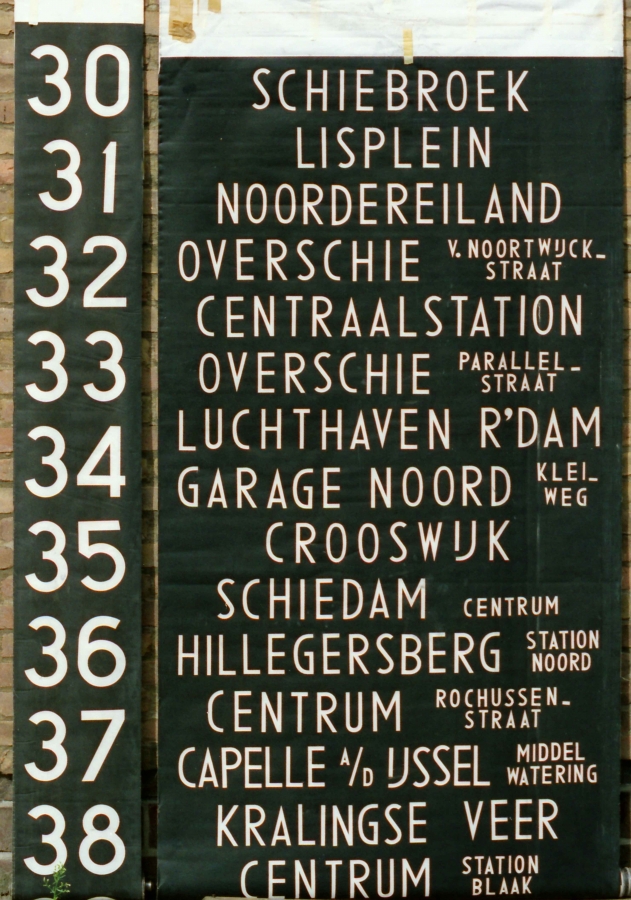 30
31
32
33
34
35
36
37
38
SCHIEBROEK
LISPLEIN
NOORDEREILAND
OVERSCHIE V. NOORTWIJCK-
STRAAT
CENTRAALSTATION
OVERSCHIE PARALLEL-
STRAAT
LUCHTHAVEN R'DAM
GARAGE NOORD KLEI-
WEG
CROOSWIJK
SCHIEDAM CENTRUM
HILLEGERSBERG STATION
NOORD
CENTRUM ROCHUSSEN-
STRAAT
CAPELLE A/D IJSSEL MIDDEL
WATERING
KRALINGSE VEER
CENTRUM STATION
BLAAK